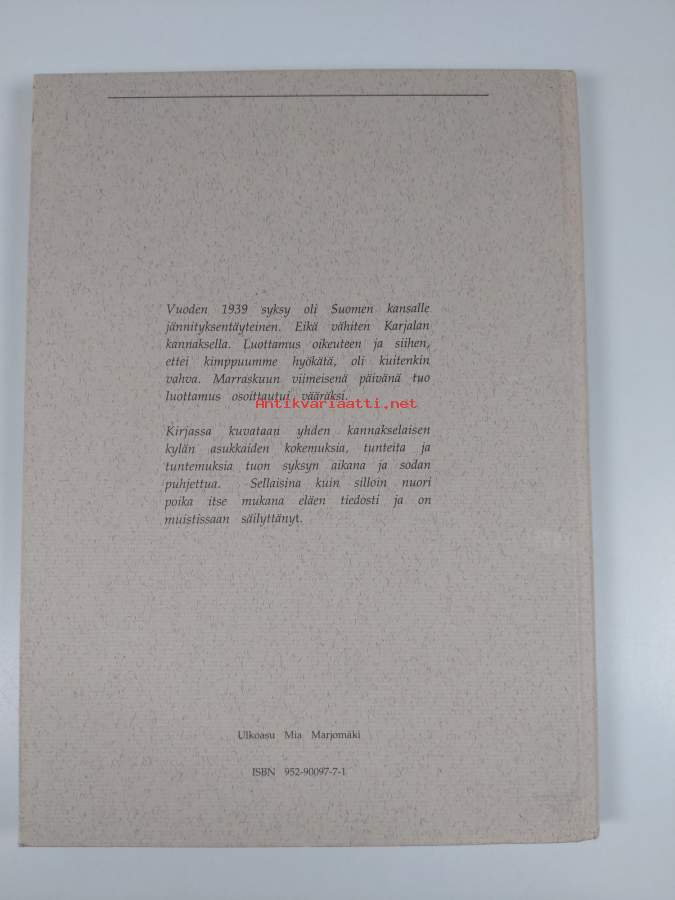 Vuoden 1939 syksy oli Suomen kansalle
jännityksentäyteinen. Eikä vähiten Karjalan
kannaksella. Luottamus oikeuteen ja siihen,
ettei kimppuumme hyökätä, oli kuitenkin
vahva. Marraskuun viimeisenä päivänä tuo
luottamus osoittautui vääräksi.
Antikvariaatti.net
Kirjassa kuvataan yhden kannakselaisen
kylän asukkaiden kokemuksia, tunteita ja
tuntemuksia tuon syksyn aikana ja sodan
puhjettua. Sellaisina kuin silloin nuori
poika itse mukana eläen tiedosti ja on
muistissaan säilyttänyt.
Ulkoasu Mia Marjomäki
ISBN 952-90097-7-1